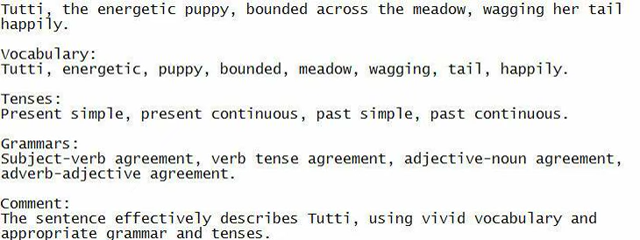 Tutti, the energetic puppy, bounded across the meadow, wagging her tail
happily.
Vocabulary:
Tutti, energetic, puppy, bounded, meadow, wagging, tail, happily.
Tenses:
Present simple, present continuous, past simple, past continuous.
Grammars:
Subject-verb agreement, verb tense agreement, adjective-noun agreement,
adverb-adjective agreement.
Comment:
The sentence effectively describes Tutti, using vivid vocabulary and
appropriate grammar and tenses.